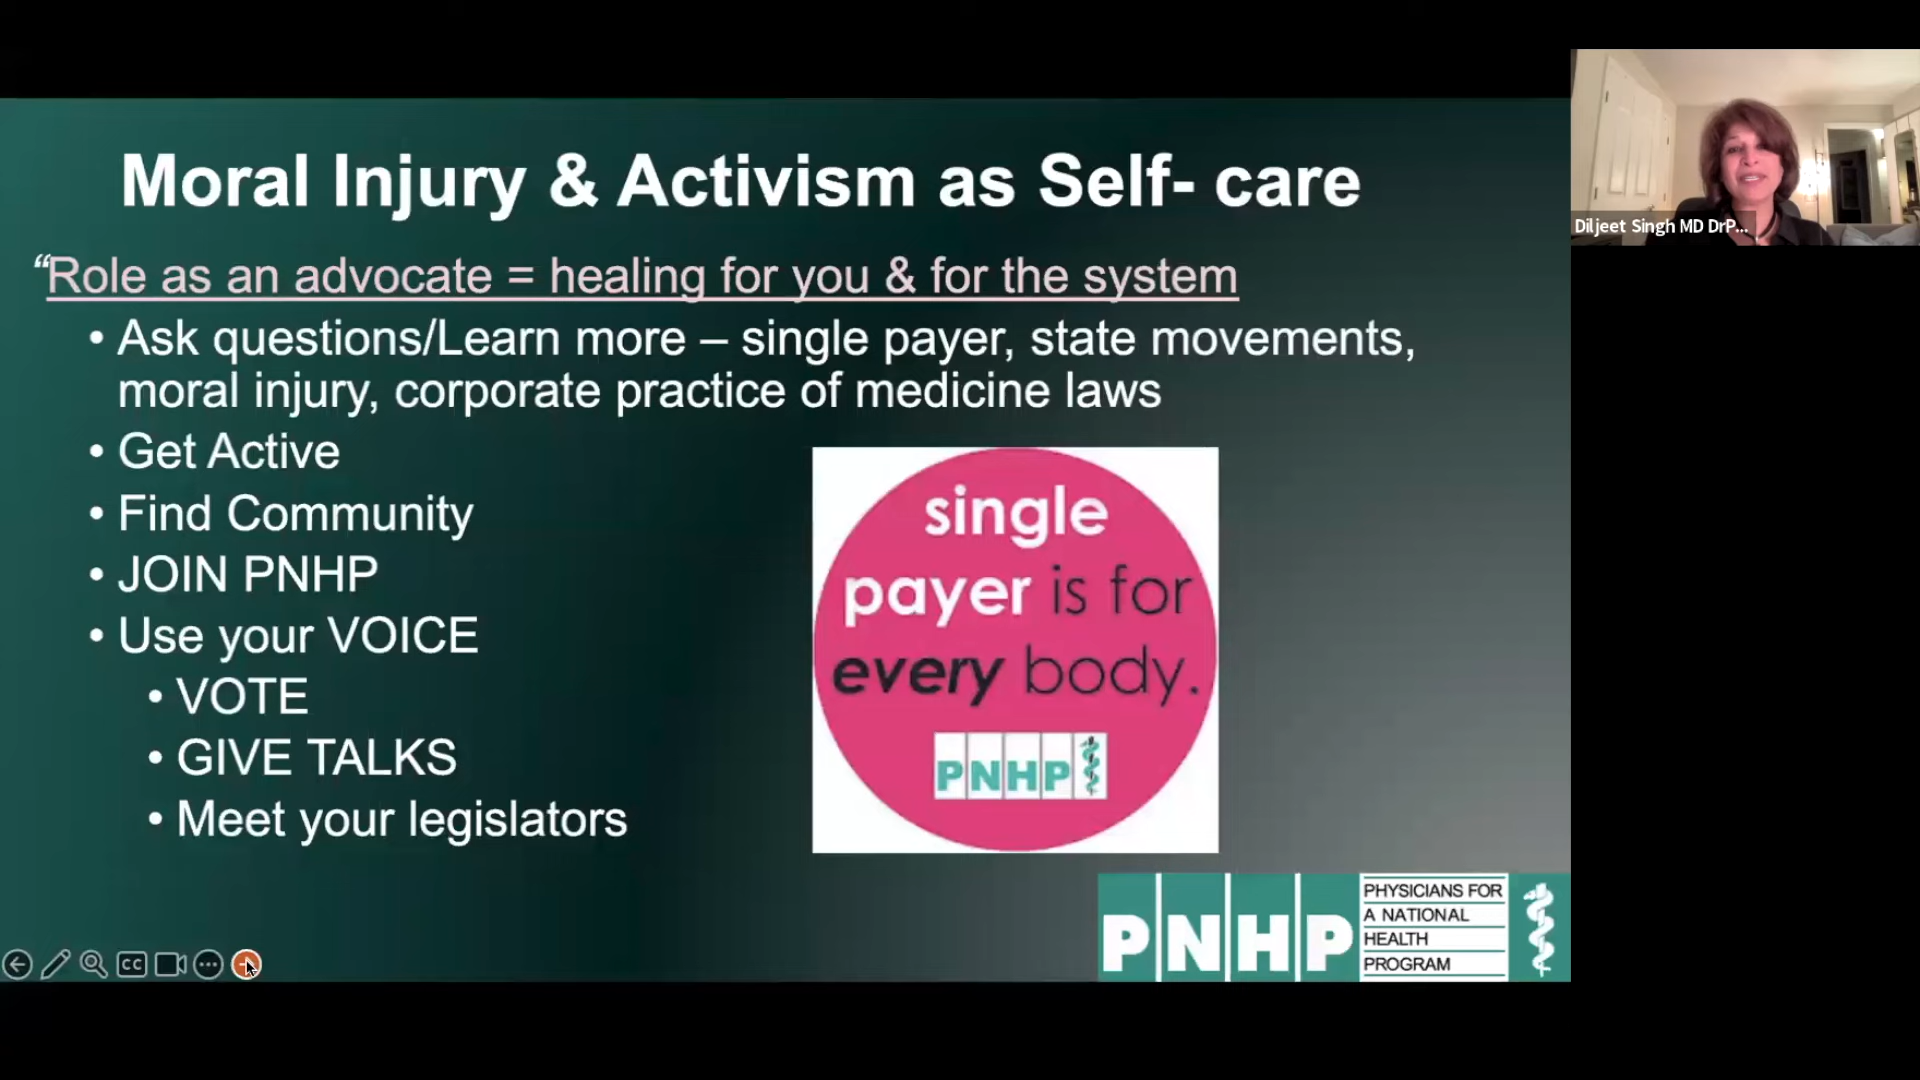 Moral Injury & Activism as Self- care
“Role as an advocate = healing for you & for the system
• Ask questions/Learn more – single payer, state movements,
moral injury, corporate practice of medicine laws
• Get Active
• Find Community
• JOIN PNHP
• Use your VOICE
• VOTE
• GIVE TALKS
• Meet your legislators
single
payer is for
every body.
PNHP
PNHP
PHYSICIANS FOR
A NATIONAL
HEALTH
PROGRAM
CC
Diljeet Singh MD DrP...